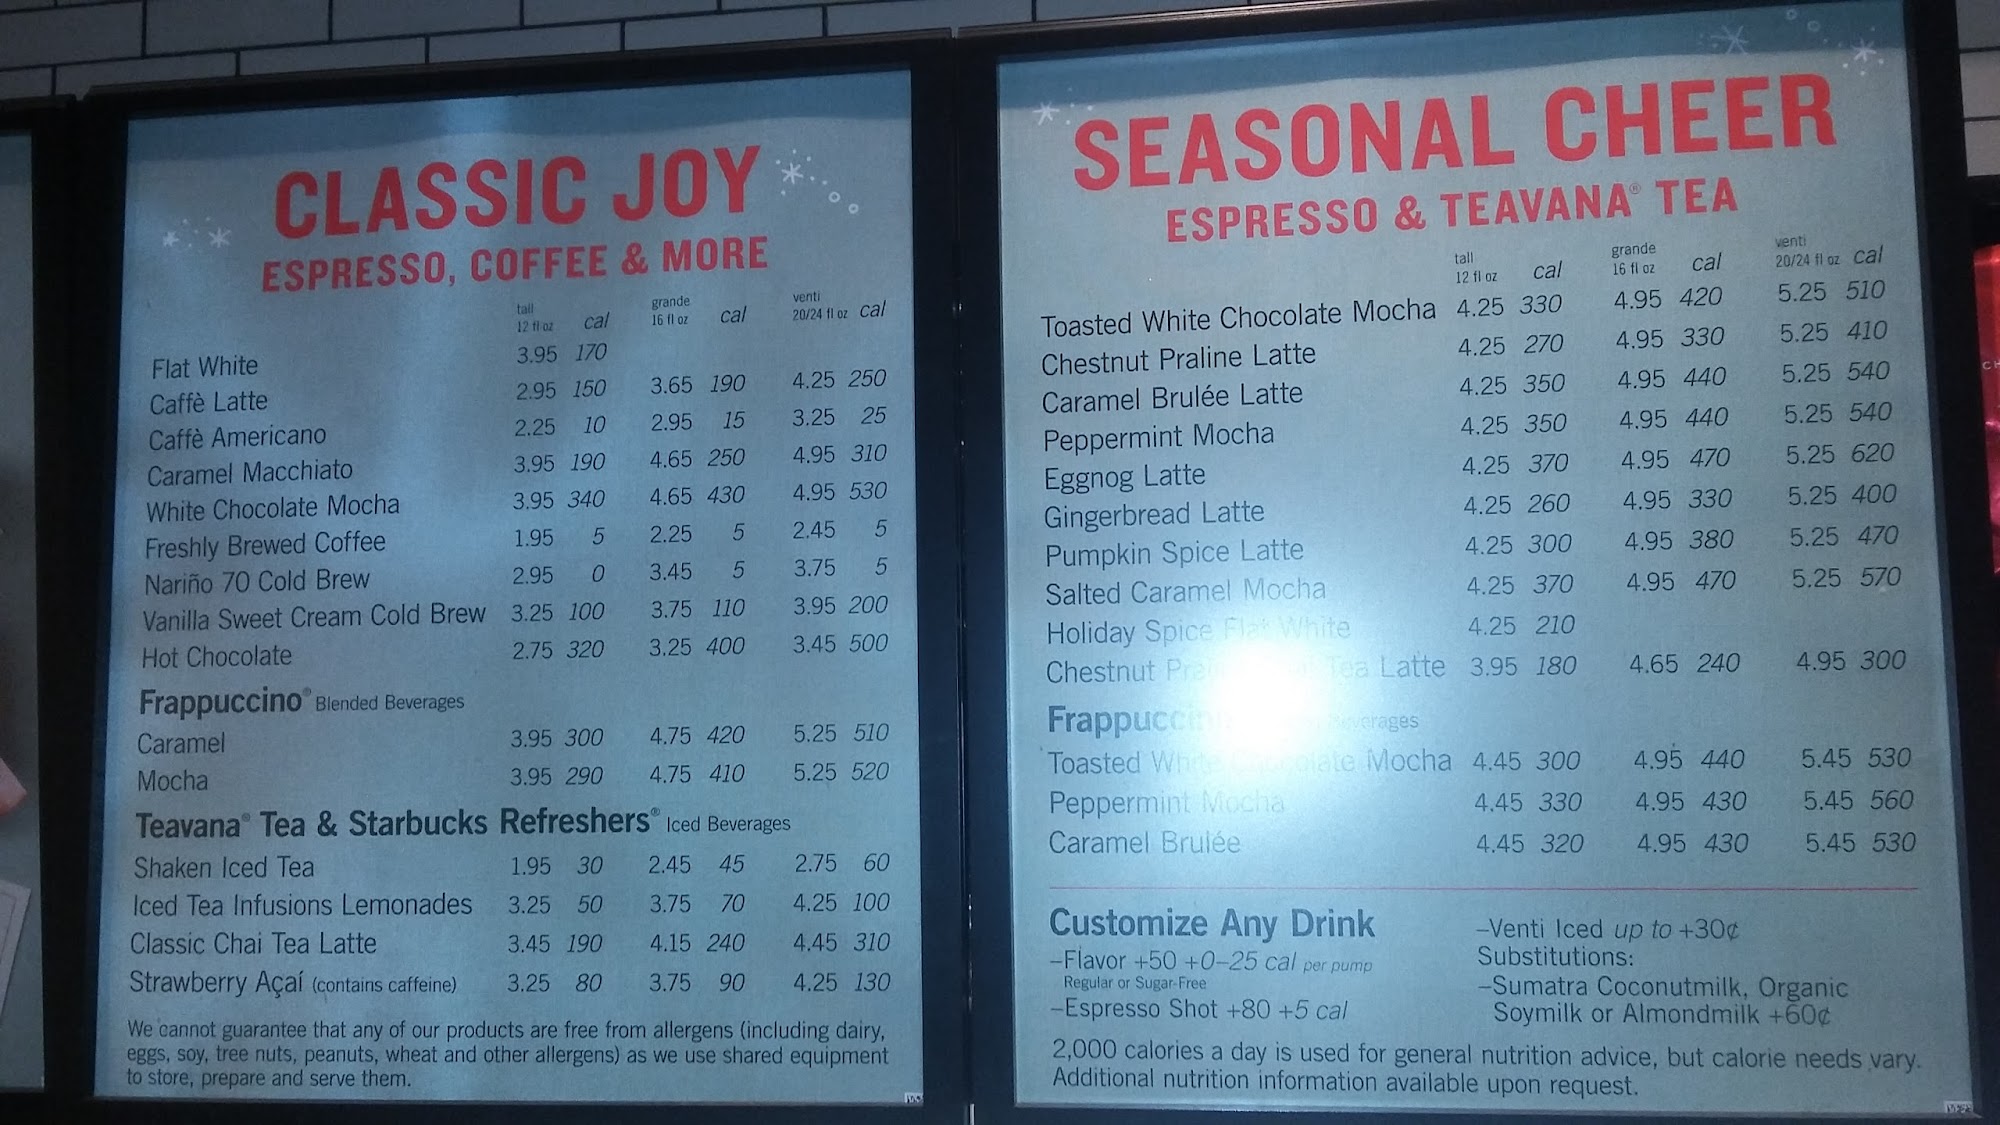 CLASSIC JOY
ESPRESSO, COFFEE & MORE
tall 12 fl oz cal grande 16 fl oz cal venti 20/24 fl oz cal
Flat White 3.95 170
Caffè Latte 2.95 150 3.65 190 4.25 250
Caffè Americano 2.25 10 2.95 15 3.25 25
Caramel Macchiato 3.95 190 4.65 250 4.95 310
White Chocolate Mocha 3.95 340 4.65 430 4.95 530
Freshly Brewed Coffee 1.95 5 2.25 5 2.45 5
Nariño 70 Cold Brew 2.95 0 3.45 5 3.75 5
Vanilla Sweet Cream Cold Brew 3.25 100 3.75 110 3.95 200
Hot Chocolate 2.75 320 3.25 400 3.45 500
Frappuccino® Blended Beverages
Caramel 3.95 300 4.75 420 5.25 510
Mocha 3.95 290 4.75 410 5.25 520
Teavana® Tea & Starbucks Refreshers® Iced Beverages
Shaken Iced Tea 1.95 30 2.45 45 2.75 60
Iced Tea Infusions Lemonades 3.25 50 3.75 70 4.25 100
Classic Chai Tea Latte 3.45 190 4.15 240 4.45 310
Strawberry Açaí (contains caffeine) 3.25 80 3.75 90 4.25 130
We cannot guarantee that any of our products are free from allergens (including dairy,
eggs, soy, tree nuts, peanuts, wheat and other allergens) as we use shared equipment
to store, prepare and serve them.
SEASONAL CHEER
ESPRESSO & TEAVANA® TEA
tall 12 fl oz cal grande 16 fl oz cal venti 20/24 fl oz cal
Toasted White Chocolate Mocha 4.25 330 4.95 420 5.25 510
Chestnut Praline Latte 4.25 270 4.95 330 5.25 410
Caramel Brulée Latte 4.25 350 4.95 440 5.25 540
Peppermint Mocha 4.25 350 4.95 440 5.25 540
Eggnog Latte 4.25 370 4.95 470 5.25 620
Gingerbread Latte 4.25 260 4.95 330 5.25 400
Pumpkin Spice Latte 4.25 300 4.95 380 5.25 470
Salted Caramel Mocha 4.25 370 4.95 470 5.25 570
Holiday Spice Flat White 4.25 210
Chestnut Tea Latte 3.95 180 4.65 240 4.95 300
Frappuccino Beverages
Toasted White Chocolate Mocha 4.45 300 4.95 440 5.45 530
Peppermint Mocha 4.45 330 4.95 430 5.45 560
Caramel Brulée 4.45 320 4.95 430 5.45 530
Customize Any Drink
–Flavor +50 +0–25 cal per pump
Regular or Sugar-Free
–Espresso Shot +80 +5 cal
–Venti Iced up to +30¢
Substitutions:
–Sumatra Coconutmilk, Organic
Soymilk or Almondmilk +60¢
2,000 calories a day is used for general nutrition advice, but calorie needs vary.
Additional nutrition information available upon request.